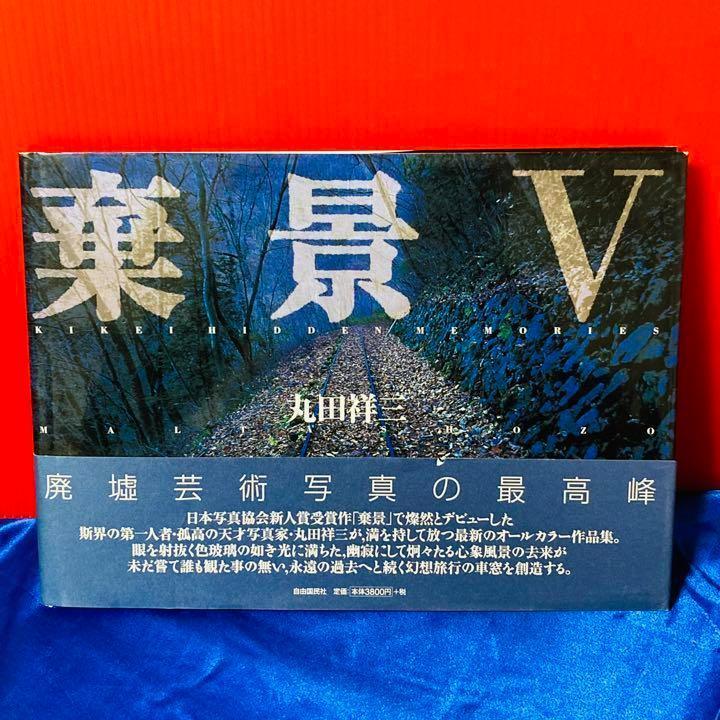 棄景V
KIKEI HIDDEN MEMORIES
丸田祥三
廃墟芸術写真の最高峰
日本写真協会新人賞受賞作「棄景」で燦然とデビューした
斯界の第一人者・孤高の天才写真家・丸田祥三が、満を持して放つ最新のオールカラー作品集。
眼を射抜く色玻璃の如き光に満ちた、幽寂にして炯々たる心象風景の去来が
未だ嘗て誰も観た事の無い、永遠の過去へと続く幻想旅行の車窓を創造する。
自由国民社 定価:本体3800円+税